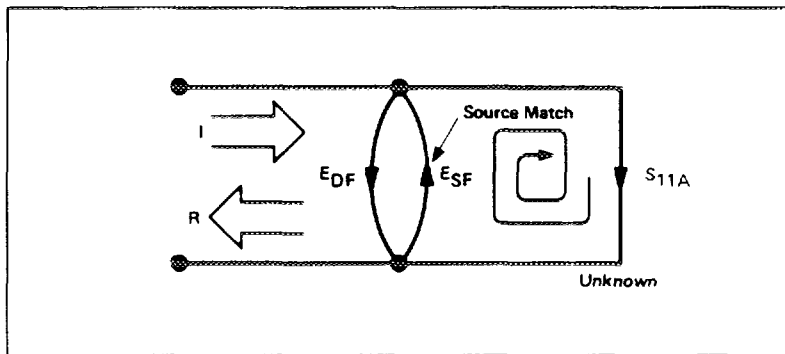 Source Match
I
E_DF
E_SF
S_11A
R
Unknown